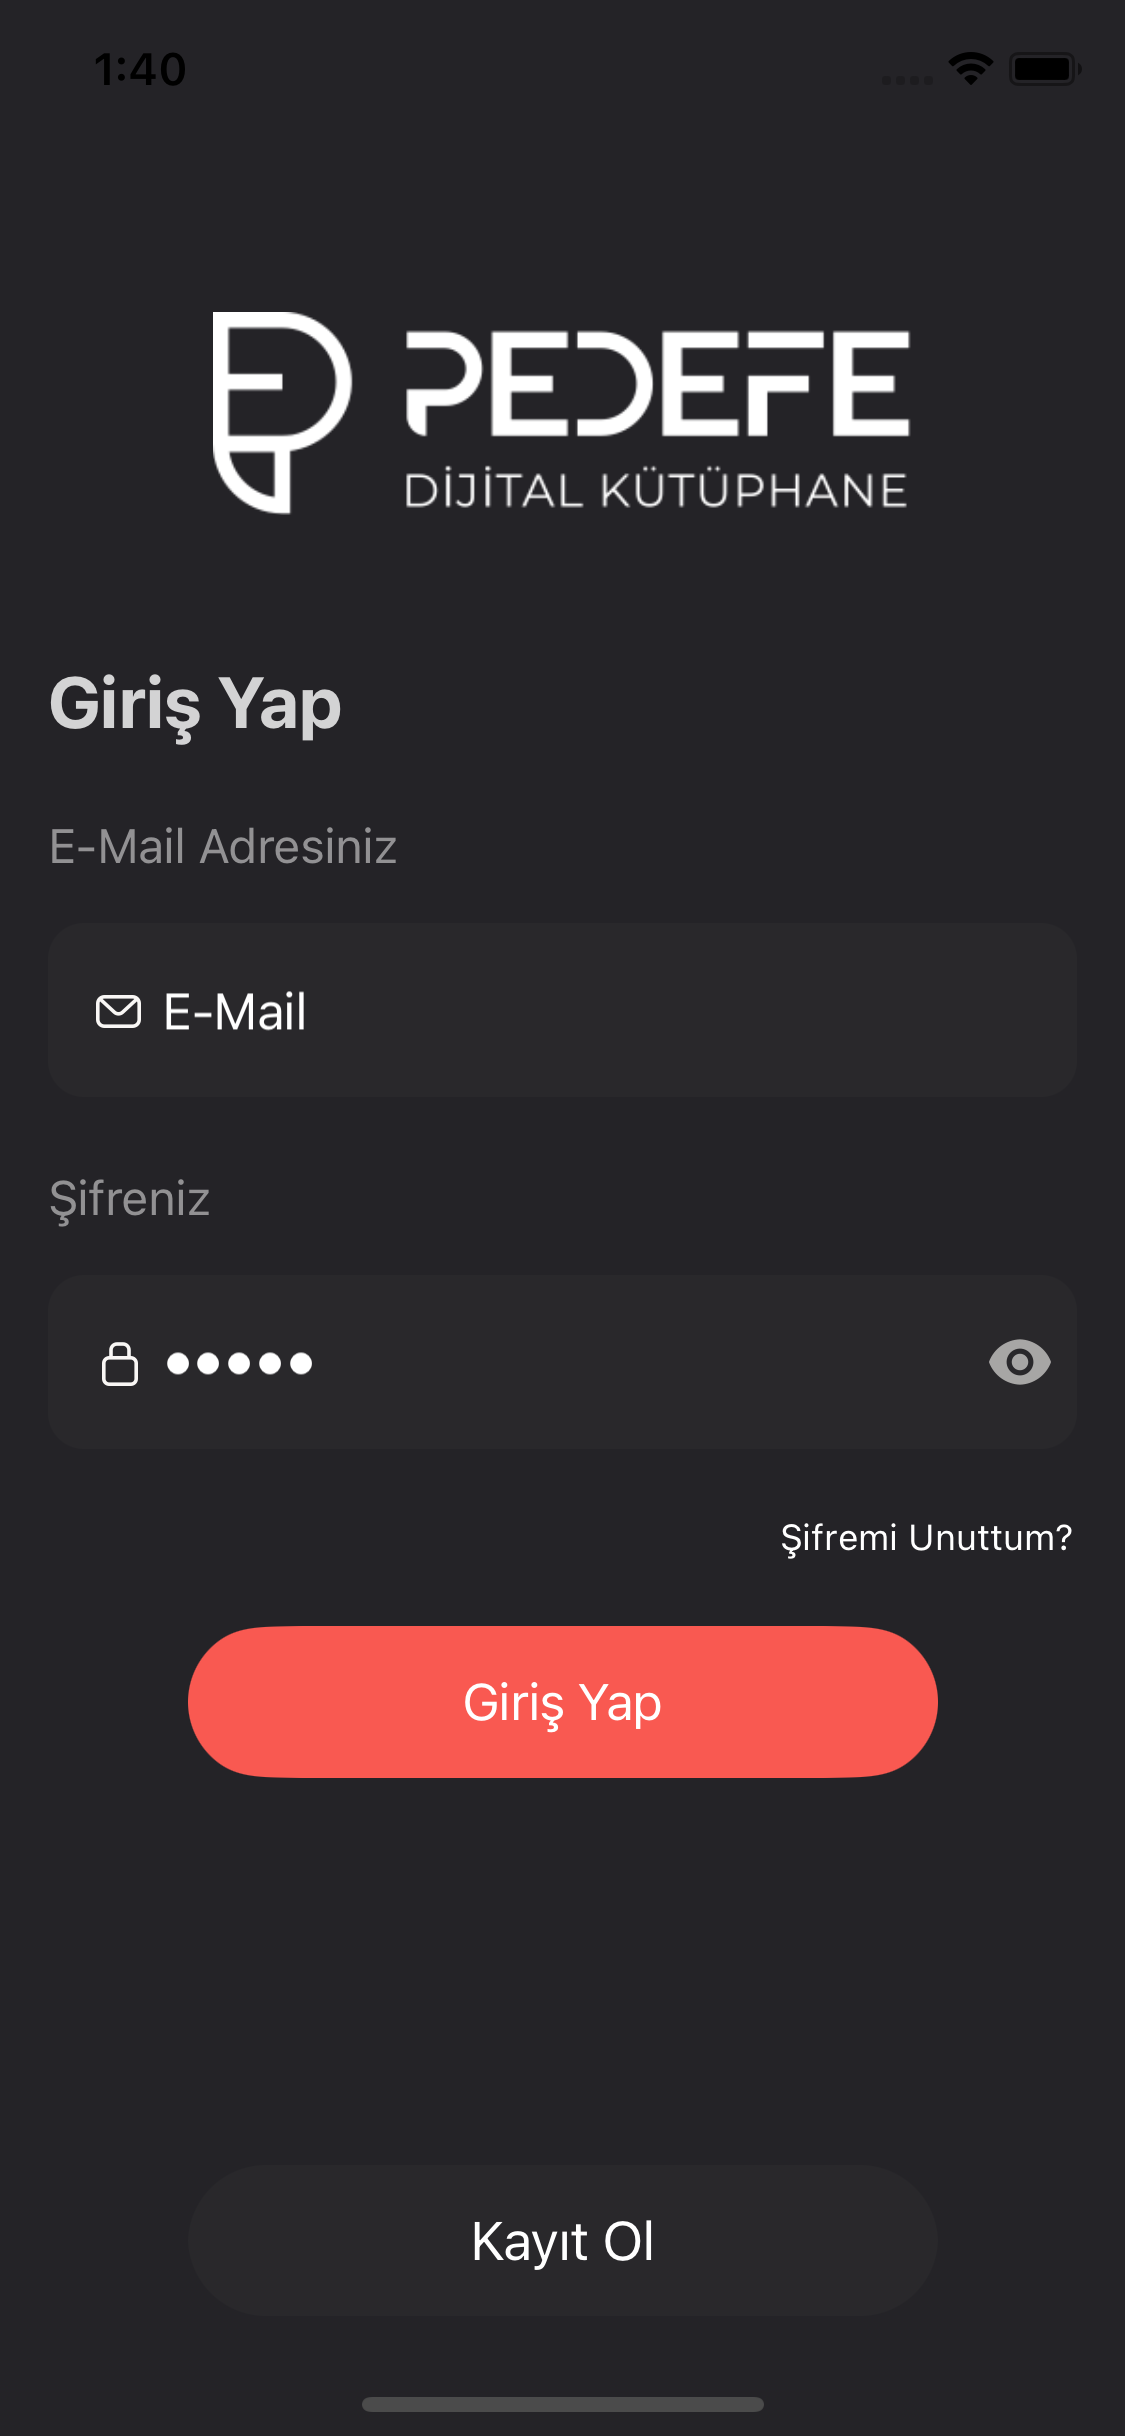 1:40
PEDEFE
DİJİTAL KÜTÜPHANE
Giriş Yap
E-Mail Adresiniz
E-Mail
Şifreniz
•••••
Şifremi Unuttum?
Giriş Yap
Kayıt Ol